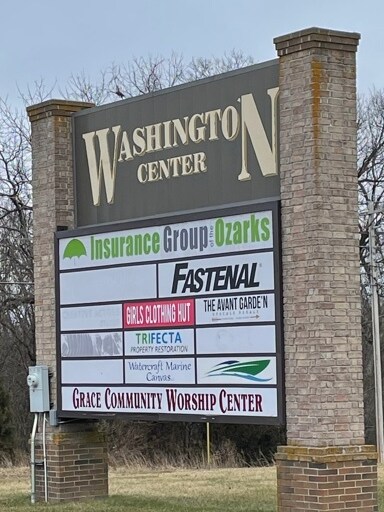 WASHINGTON
CENTER
Insurance Group of the Ozarks
FASTENAL
GIRLS CLOTHING HUT
THE AVANT GARDE'N
TRIFECTA
PROPERTY RESTORATION
Watercraft Marine
Canvas
GRACE COMMUNITY WORSHIP CENTER